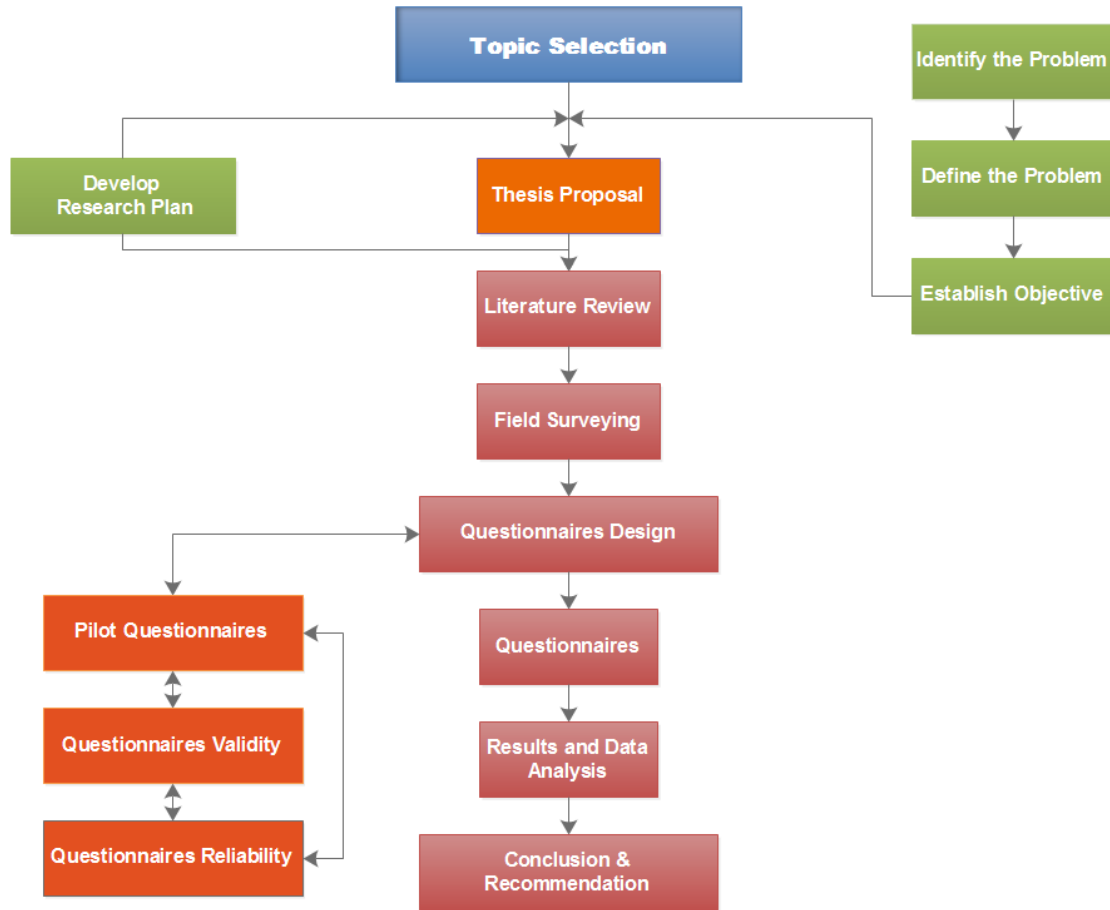 Topic Selection
Identify the Problem
Develop
Research Plan
Thesis Proposal
Define the Problem
Literature Review
Establish Objective
Field Surveying
Questionnaires Design
Pilot Questionnaires
Questionnaires
Questionnaires Validity
Results and Data
Analysis
Questionnaires Reliability
Conclusion &
Recommendation